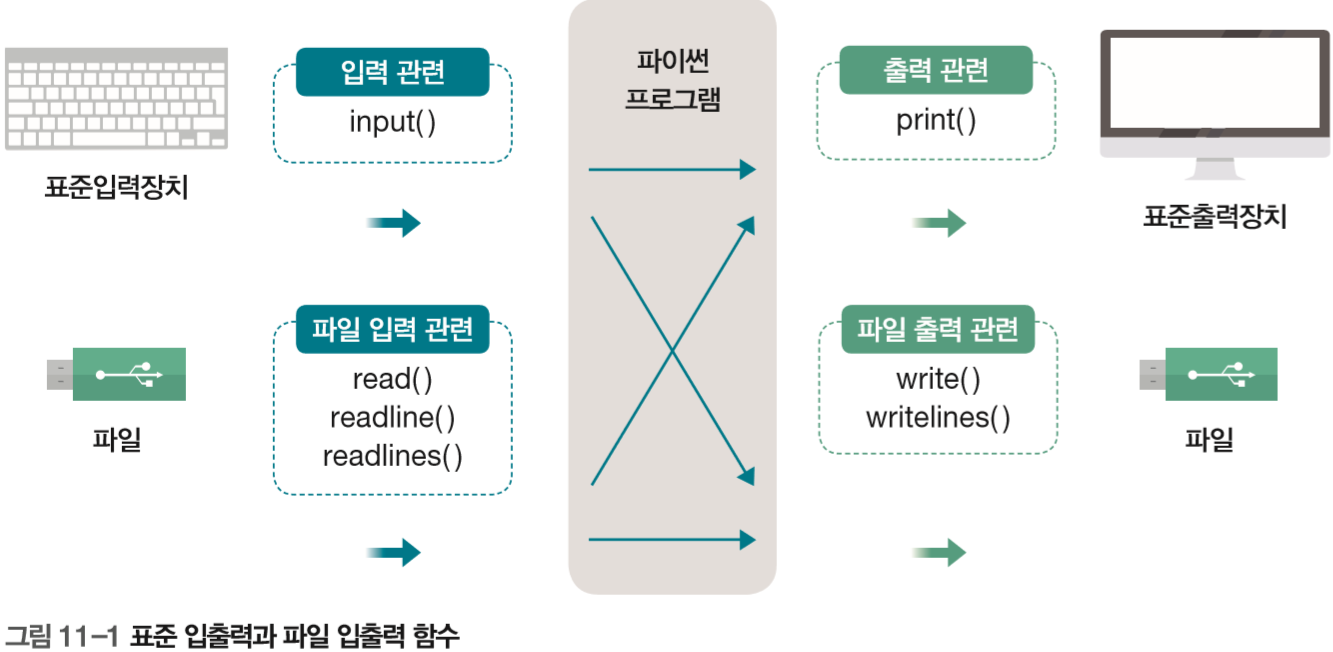 입력 관련
input()
표준입력장치
파이썬
프로그램
출력 관련
print()
표준출력장치
파일 입력 관련
read()
readline()
readlines()
파일
파일 출력 관련
write()
writelines()
파일
그림 11-1 표준 입출력과 파일 입출력 함수